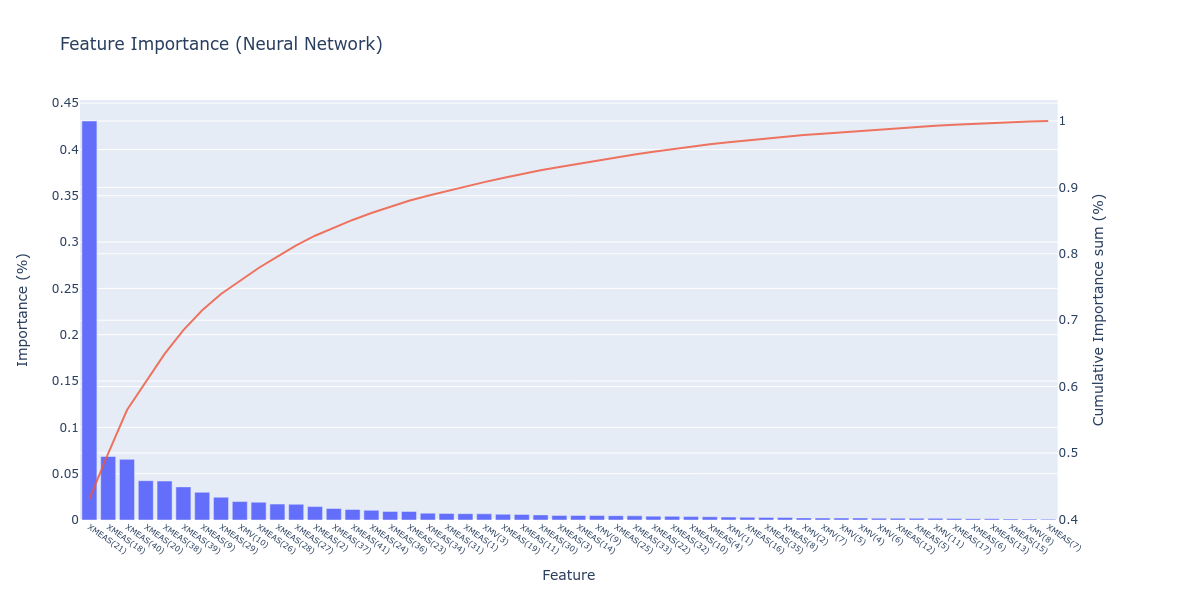 Feature Importance (Neural Network)
0.45
0.4
0.35
0.3
0.25
0.2
0.15
0.1
0.05
0
Importance (%)
1
0.9
0.8
0.7
0.6
0.5
0.4
Cumulative Importance sum (%)
XMEAS(21)
XMEAS(18)
XMEAS(40)
XMEAS(20)
XMEAS(38)
XMEAS(39)
XMEAS(9)
XMEAS(29)
XMV(10)
XMEAS(26)
XMEAS(28)
XMEAS(27)
XMEAS(2)
XMEAS(37)
XMEAS(41)
XMEAS(24)
XMEAS(36)
XMEAS(23)
XMEAS(34)
XMEAS(31)
XMEAS(1)
XMV(3)
XMEAS(19)
XMEAS(11)
XMEAS(30)
XMEAS(3)
XMEAS(14)
XMV(9)
XMEAS(25)
XMEAS(33)
XMEAS(22)
XMEAS(32)
XMEAS(10)
XMEAS(4)
XMV(1)
XMEAS(16)
XMEAS(35)
XMEAS(8)
XMV(2)
XMV(7)
XMV(5)
XMV(4)
XMV(6)
XMEAS(12)
XMEAS(5)
XMV(11)
XMEAS(17)
XMEAS(6)
XMEAS(13)
XMEAS(15)
XMV(8)
XMEAS(7)
Feature